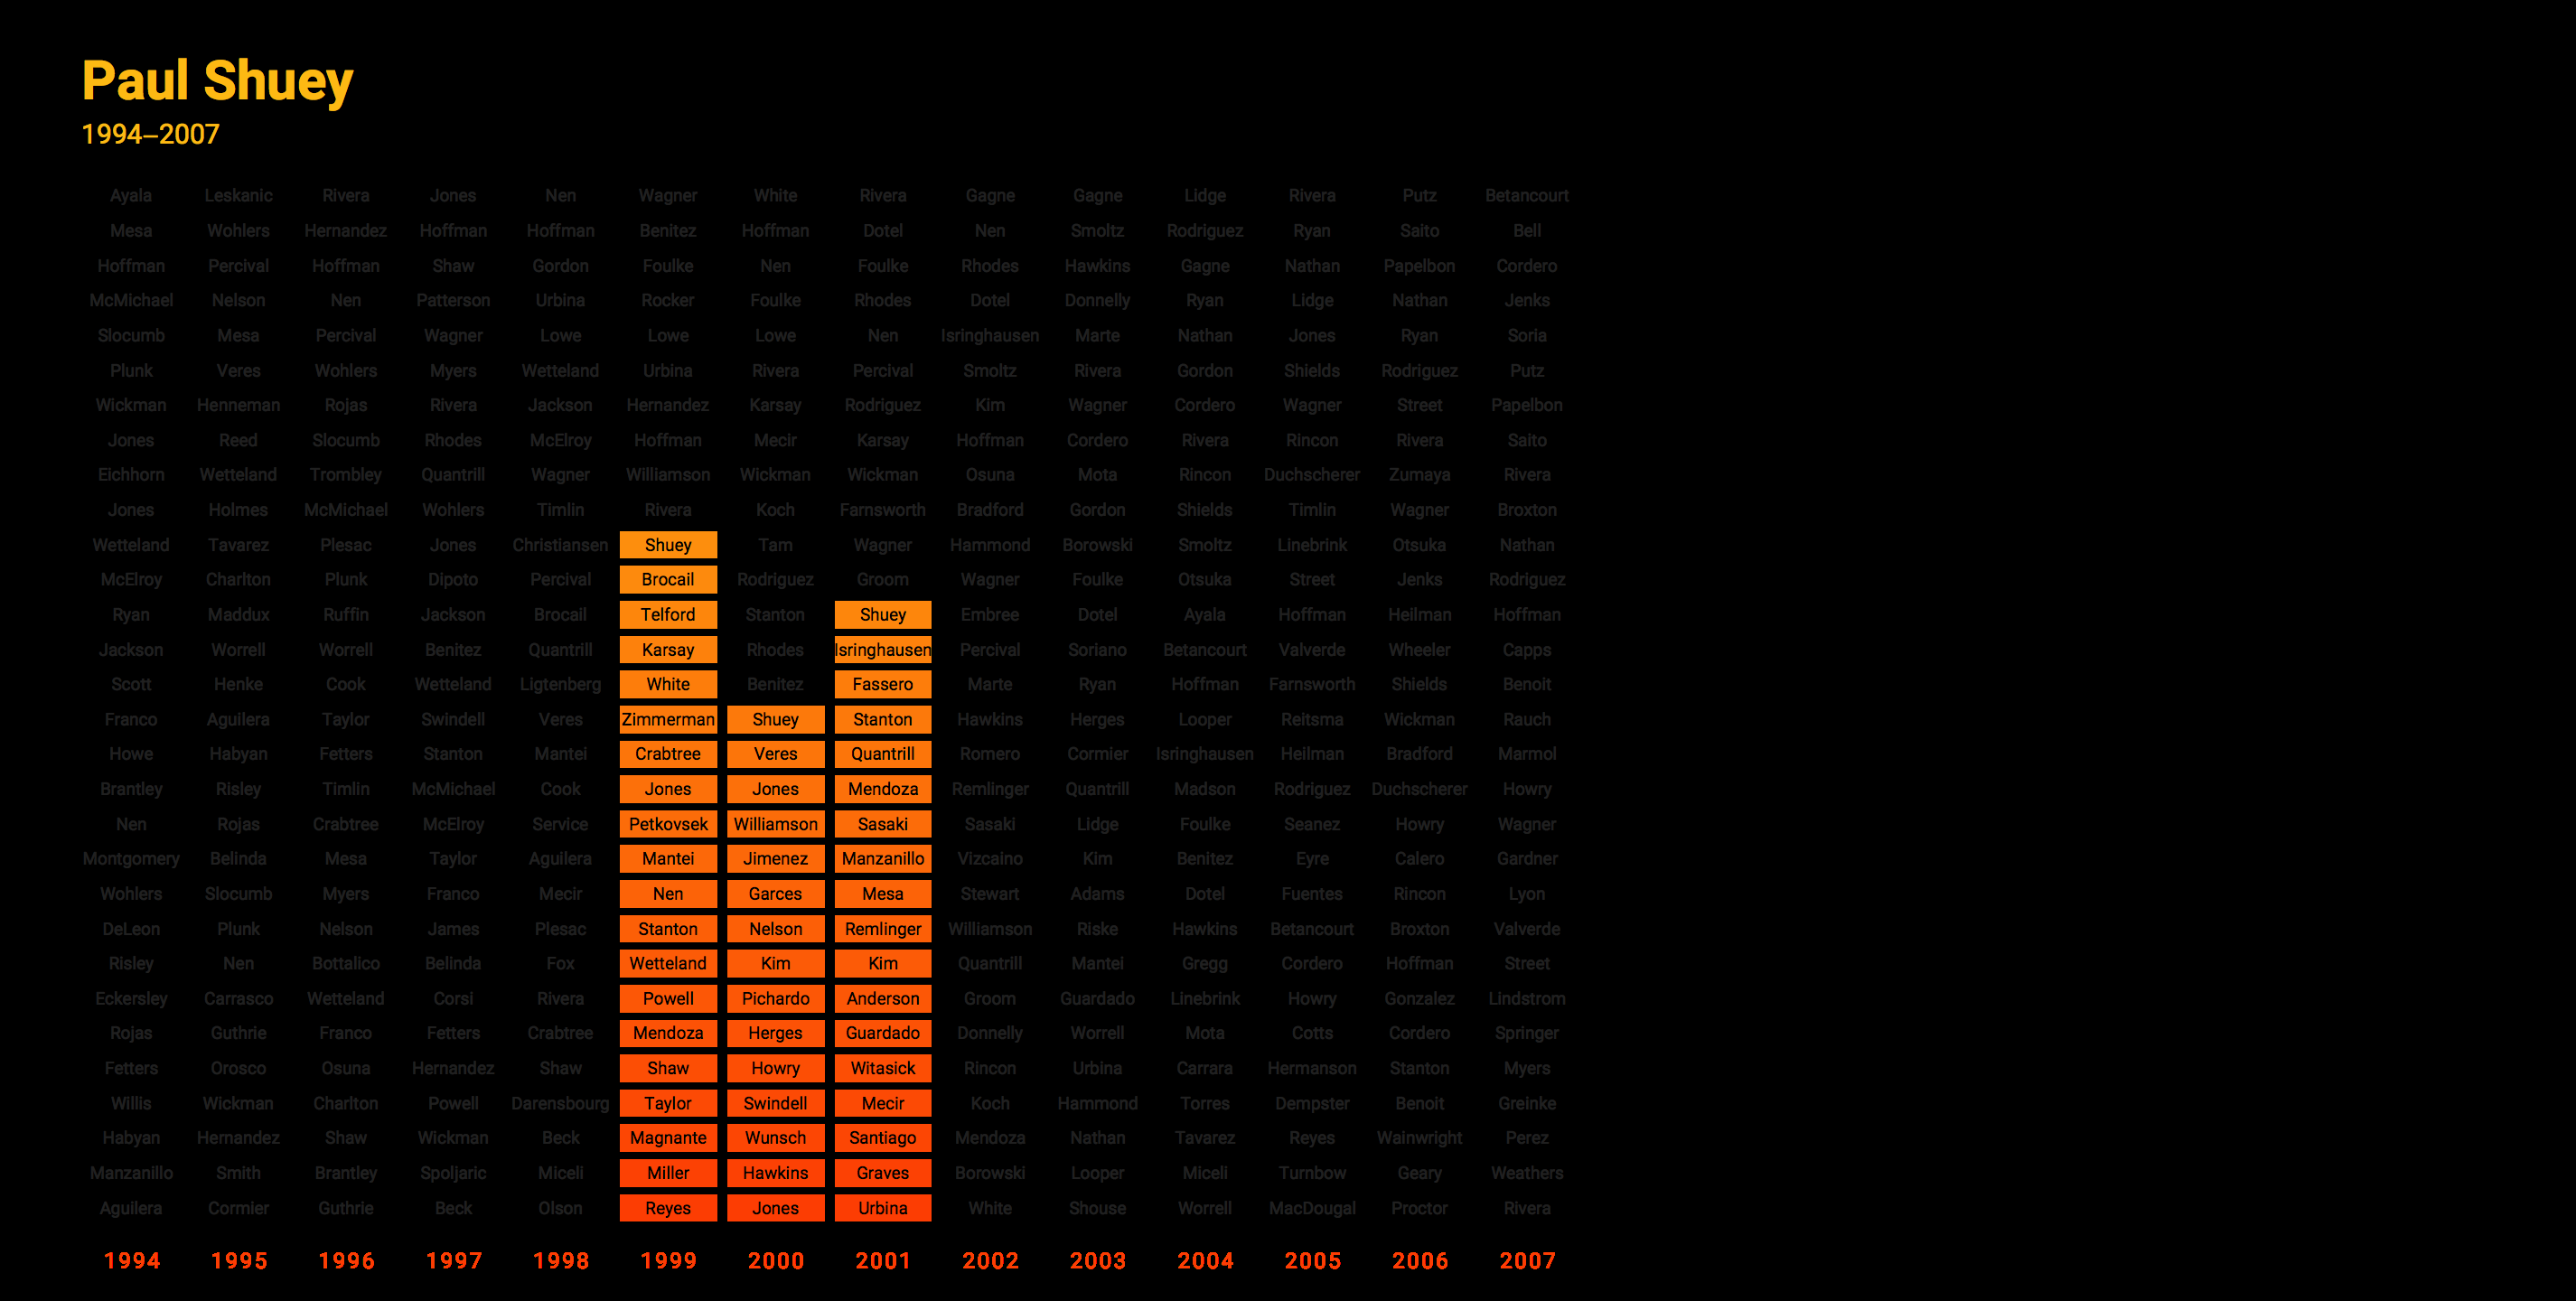 Paul Shuey
1994–2007
Ayala Leskanic Rivera Jones Nen Wagner White Rivera Gagne Gagne Lidge Rivera Putz Betancourt
Mesa Wohlers Hernandez Hoffman Hoffman Benitez Hoffman Dotel Nen Smoltz Rodriguez Ryan Saito Bell
Hoffman Percival Hoffman Shaw Gordon Foulke Nen Foulke Rhodes Hawkins Gagne Nathan Papelbon Cordero
McMichael Nelson Nen Patterson Urbina Rocker Foulke Rhodes Dotel Donnelly Ryan Lidge Nathan Jenks
Slocumb Mesa Percival Wagner Lowe Lowe Lowe Nen Isringhausen Marte Nathan Jones Ryan Soria
Plunk Veres Wohlers Myers Wetteland Urbina Rivera Percival Smoltz Rivera Gordon Shields Rodriguez Putz
Wickman Henneman Rojas Rivera Jackson Hernandez Karsay Rodriguez Kim Wagner Cordero Wagner Street Papelbon
Jones Reed Slocumb Rhodes McElroy Hoffman Mecir Karsay Hoffman Cordero Rivera Rincon Rivera Saito
Eichhorn Wetteland Trombley Quantrill Wagner Williamson Wickman Wickman Osuna Mota Rincon Duchscherer Zumaya Rivera
Jones Holmes McMichael Wohlers Timlin Rivera Koch Farnsworth Bradford Gordon Shields Timlin Wagner Broxton
Wetteland Tavarez Plesac Jones Christiansen Shuey Tam Wagner Hammond Borowski Smoltz Linebrink Otsuka Nathan
McElroy Charlton Plunk Dipoto Percival Brocail Rodriguez Groom Wagner Foulke Otsuka Street Jenks Rodriguez
Ryan Maddux Ruffin Jackson Brocail Telford Stanton Shuey Embree Dotel Ayala Hoffman Heilman Hoffman
Jackson Worrell Worrell Benitez Quantrill Karsay Rhodes Isringhausen Percival Soriano Betancourt Valverde Wheeler Capps
Scott Henke Cook Wetteland Ligtenberg White Benitez Fassero Marte Ryan Hoffman Farnsworth Shields Benoit
Franco Aguilera Taylor Swindell Veres Zimmerman Shuey Stanton Hawkins Herges Looper Reitsma Wickman Rauch
Howe Habyan Fetters Stanton Mantei Crabtree Veres Quantrill Romero Cormier Isringhausen Heilman Bradford Marmol
Brantley Risley Timlin McMichael Cook Jones Jones Mendoza Remlinger Quantrill Madson Rodriguez Duchscherer Howry
Nen Rojas Crabtree McElroy Service Petkovsek Williamson Sasaki Sasaki Lidge Foulke Seanez Howry Wagner
Montgomery Belinda Mesa Taylor Aguilera Mantei Jimenez Manzanillo Vizcaino Kim Benitez Eyre Calero Gardner
Wohlers Slocumb Myers Franco Mecir Nen Garces Mesa Stewart Adams Dotel Fuentes Rincon Lyon
DeLeon Plunk Nelson James Plesac Stanton Nelson Remlinger Williamson Riske Hawkins Betancourt Broxton Valverde
Risley Nen Bottalico Belinda Fox Wetteland Kim Kim Quantrill Mantei Gregg Cordero Hoffman Street
Eckersley Carrasco Wetteland Corsi Rivera Powell Pichardo Anderson Groom Guardado Linebrink Howry Gonzalez Lindstrom
Rojas Guthrie Franco Fetters Crabtree Mendoza Herges Guardado Donnelly Worrell Mota Cotts Cordero Springer
Fetters Orosco Osuna Hernandez Shaw Shaw Howry Witasick Rincon Urbina Carrara Hermanson Stanton Myers
Willis Wickman Charlton Powell Darensbourg Taylor Swindell Mecir Koch Hammond Torres Dempster Benoit Greinke
Habyan Hernandez Shaw Wickman Beck Magnante Wunsch Santiago Mendoza Nathan Tavarez Reyes Wainwright Perez
Manzanillo Smith Brantley Spoljaric Miceli Miller Hawkins Graves Borowski Looper Miceli Turnbow Geary Weathers
Aguilera Cormier Guthrie Beck Olson Reyes Jones Urbina White Shouse Worrell MacDougal Proctor Rivera
1994 1995 1996 1997 1998 1999 2000 2001 2002 2003 2004 2005 2006 2007